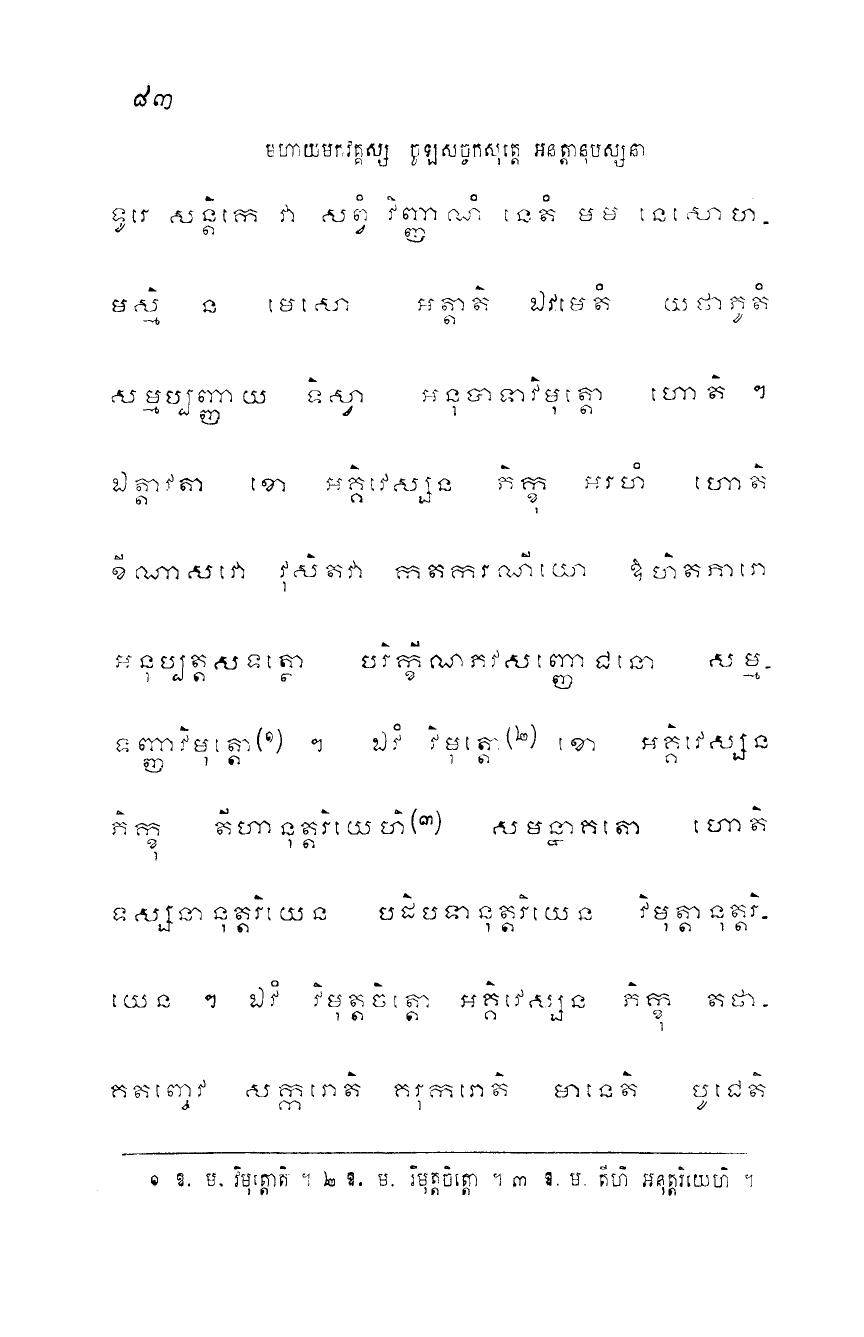 ៨៣
មហាយមកវគ្គស្ស ចូឡសច្ចកសុត្តេ អនត្តានុបស្សនា
ទូរេ សន្តិកេ វា សព្វំ វិញ្ញាណំ នេតំ មម នេសោហ-
មស្មិ ន មេសោ អត្តាតិ ឯវមេតំ យថាភូតំ
សម្មប្បញ្ញាយ ទិស្វា អនុបាទាវិមុត្តោ ហោតិ ។
ឯត្តាវតា ខោ អគ្គិវេស្សន ភិក្ខុ អរហំ ហោតិ
ខីណាសវោ វុសិតវា កតករណីយោ ឱហិតភារោ
អនុប្បត្តសទត្ថោ បរិក្ខីណភវសញ្ញោជនោ សម្ម-
ទញ្ញាវិមុត្តោ(១) ។ ឯវំ វិមុត្តោ(២) ខោ អគ្គិវេស្សន
ភិក្ខុ តីហានុត្តរិយេហិ(៣) សមន្នាគតោ ហោតិ
ទស្សនានុត្តរិយេន បដិបទានុត្តរិយេន វិមុត្តានុត្តរិ-
យេន ។ ឯវំ វិមុត្តចិត្តោ អគ្គិវេស្សន ភិក្ខុ តថា-
គតញ្ចេវ សក្ករោតិ គរុករោតិ មានេតិ បូជេតិ
១ ឱ. ម. វិមុត្តោតិ ។ ២ ឱ. ម. វិមុត្តចិត្តោ ។ ៣ ឱ. ម. តីហិ អនុត្តរិយេហិ ។